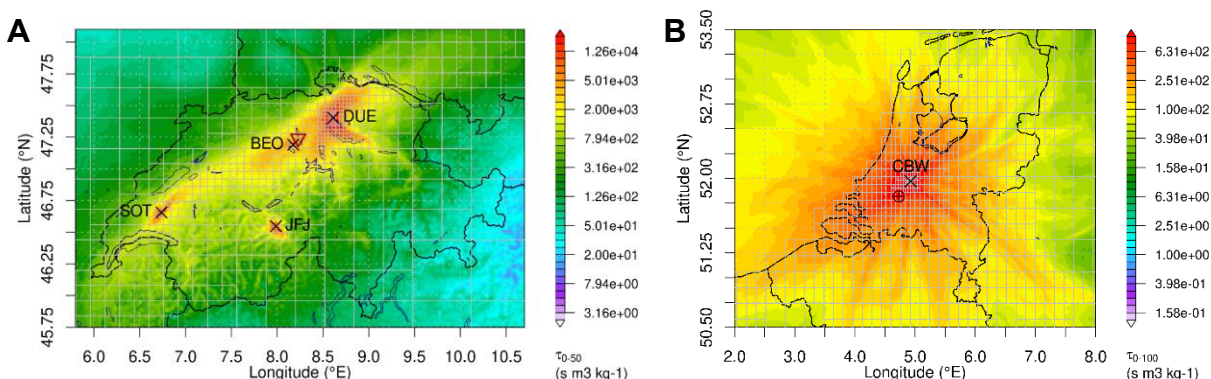 A
Latitude (°N)
47.75
47.25
46.75
46.25
45.75
DUE
BEO
SOT
JFJ
6.0 6.5 7.0 7.5 8.0 8.5 9.0 9.5 10.0 10.5
Longitude (°E)
1.26e+04
5.01e+03
2.00e+03
7.94e+02
3.16e+02
1.26e+02
5.01e+01
2.00e+01
7.94e+00
3.16e+00
τ0-50
(s m3 kg-1)
B
Latitude (°N)
53.50
52.75
52.00
51.25
50.50
CBW
2.0 3.0 4.0 5.0 6.0 7.0 8.0
Longitude (°E)
6.31e+02
2.51e+02
1.00e+02
3.98e+01
1.58e+01
6.31e+00
2.51e+00
1.00e+00
3.98e-01
1.58e-01
τ0-100
(s m3 kg-1)